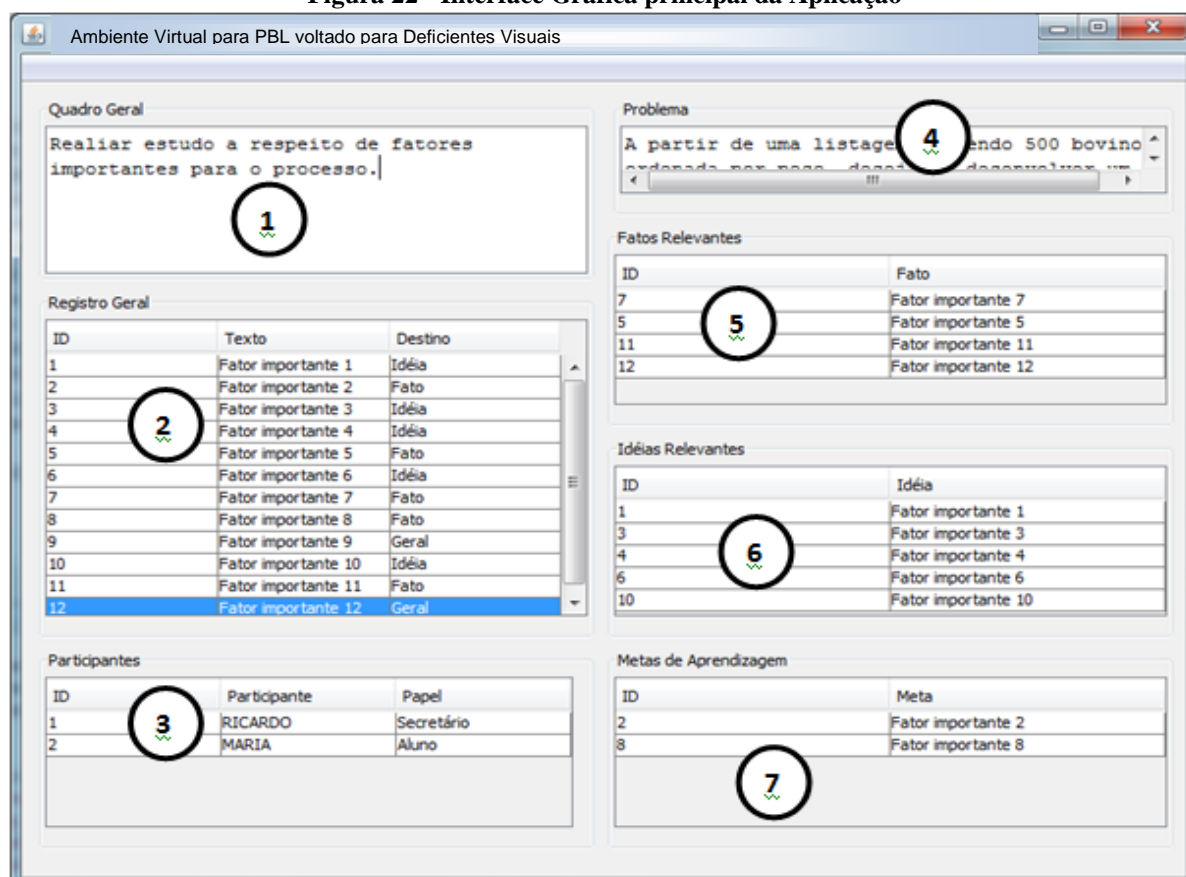 Figura 22 - Interface Gráfica principal da Aplicação
Ambiente Virtual para PBL voltado para Deficientes Visuais
Quadro Geral
Realiar estudo a respeito de fatores
importantes para o processo.
1
Registro Geral
ID Texto Destino
1 Fator importante 1 Idéia
2 Fator importante 2 Fato
3 Fator importante 3 Idéia
4 Fator importante 4 Idéia
5 Fator importante 5 Fato
6 Fator importante 6 Idéia
7 Fator importante 7 Fato
8 Fator importante 8 Fato
9 Fator importante 9 Geral
10 Fator importante 10 Idéia
11 Fator importante 11 Fato
12 Fator importante 12 Geral
2
Participantes
ID Participante Papel
1 RICARDO Secretário
2 MARIA Aluno
3
Problema
A partir de uma 500 bovino
4
Fatos Relevantes
ID Fato
7 Fator importante 7
5 Fator importante 5
11 Fator importante 11
12 Fator importante 12
5
Idéias Relevantes
ID Idéia
1 Fator importante 1
3 Fator importante 3
4 Fator importante 4
6 Fator importante 6
10 Fator importante 10
6
Metas de Aprendizagem
ID Meta
2 Fator importante 2
8 Fator importante 8
7